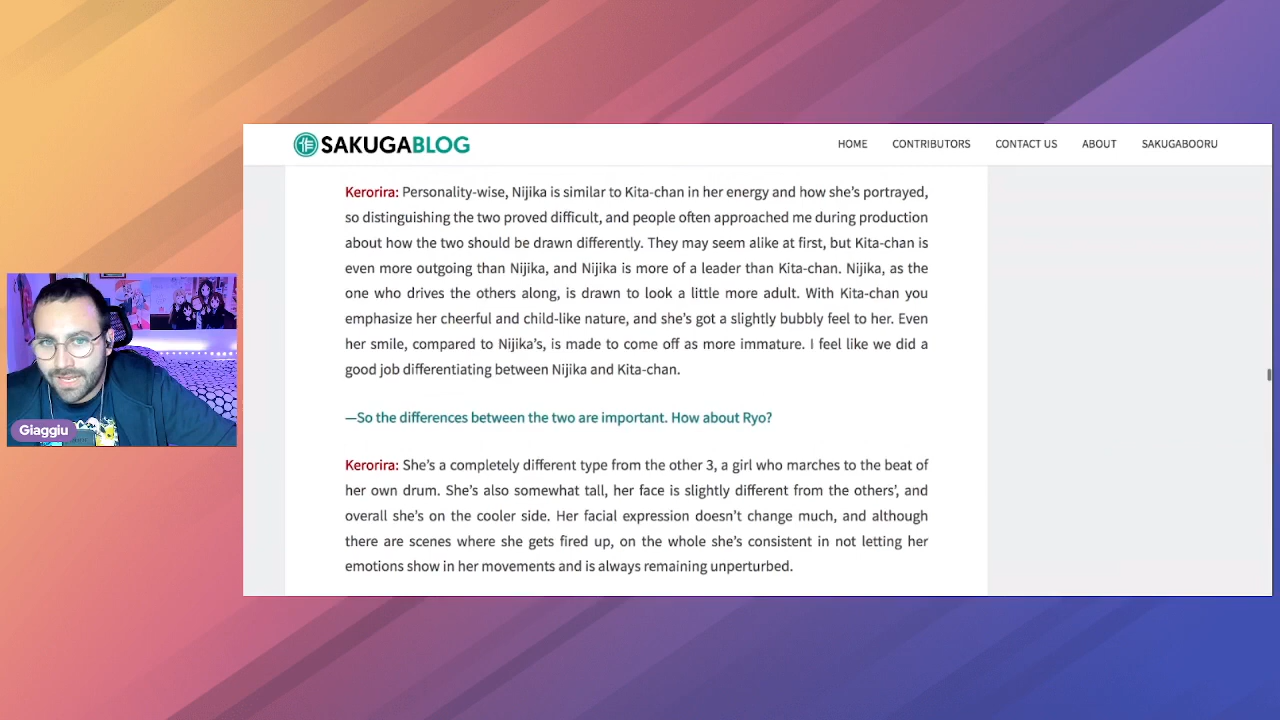 SAKUGABLOG
HOME CONTRIBUTORS CONTACT US ABOUT SAKUGABOORU
Kerorira: Personality-wise, Nijika is similar to Kita-chan in her energy and how she's portrayed,
so distinguishing the two proved difficult, and people often approached me during production
about how the two should be drawn differently. They may seem alike at first, but Kita-chan is
even more outgoing than Nijika, and Nijika is more of a leader than Kita-chan. Nijika, as the
one who drives the others along, is drawn to look a little more adult. With Kita-chan you
emphasize her cheerful and child-like nature, and she's got a slightly bubbly feel to her. Even
her smile, compared to Nijika's, is made to come off as more immature. I feel like we did a
good job differentiating between Nijika and Kita-chan.
—So the differences between the two are important. How about Ryo?
Kerorira: She's a completely different type from the other 3, a girl who marches to the beat of
her own drum. She's also somewhat tall, her face is slightly different from the others', and
overall she's on the cooler side. Her facial expression doesn't change much, and although
there are scenes where she gets fired up, on the whole she's consistent in not letting her
emotions show in her movements and is always remaining unperturbed.
Giaggiu